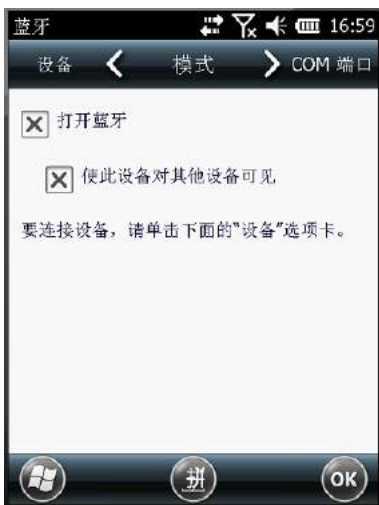 蓝牙 16:59
设备 模式 COM 端口
打开蓝牙
使此设备对其他设备可见
要连接设备，请单击下面的"设备"选项卡。
拼 OK